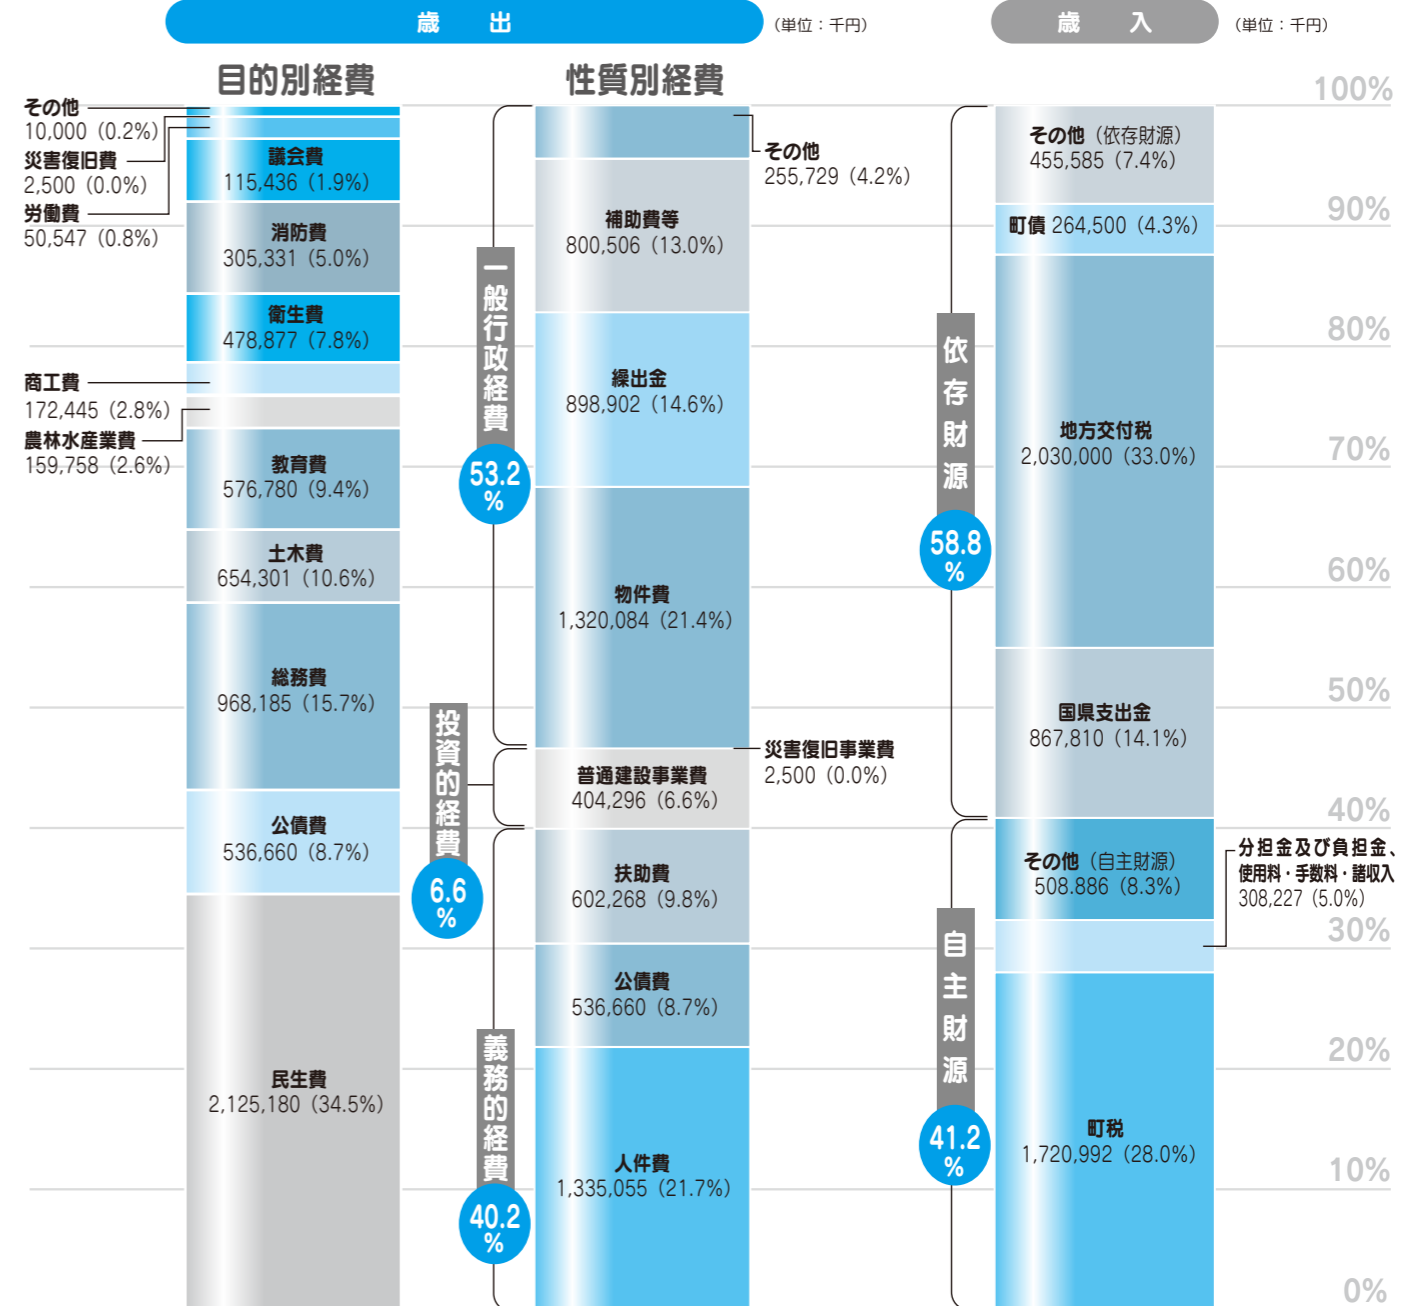 歳出
（単位：千円）
歳入
（単位：千円）
目的別経費
その他
10,000（0.2%）
災害復旧費
2,500（0.0%）
労働費
50,547（0.8%）
議会費
115,436（1.9%）
消防費
305,331（5.0%）
衛生費
478,877（7.8%）
商工費
172,445（2.8%）
農林水産業費
159,758（2.6%）
教育費
576,780（9.4%）
土木費
654,301（10.6%）
総務費
968,185（15.7%）
公債費
536,660（8.7%）
民生費
2,125,180（34.5%）
性質別経費
一般行政経費
53.2
%
投資的経費
6.6
%
義務的経費
40.2
%
その他
255,729（4.2%）
補助費等
800,506（13.0%）
繰出金
898,902（14.6%）
物件費
1,320,084（21.4%）
災害復旧事業費
2,500（0.0%）
普通建設事業費
404,296（6.6%）
扶助費
602,268（9.8%）
公債費
536,660（8.7%）
人件費
1,335,055（21.7%）
依存財源
58.8
%
自主財源
41.2
%
その他（依存財源）
455,585（7.4%）
町債 264,500（4.3%）
地方交付税
2,030,000（33.0%）
国県支出金
867,810（14.1%）
その他（自主財源）
508.886（8.3%）
分担金及び負担金、
使用料・手数料・諸収入
308,227（5.0%）
町税
1,720,992（28.0%）
100%
90%
80%
70%
60%
50%
40%
30%
20%
10%
0%